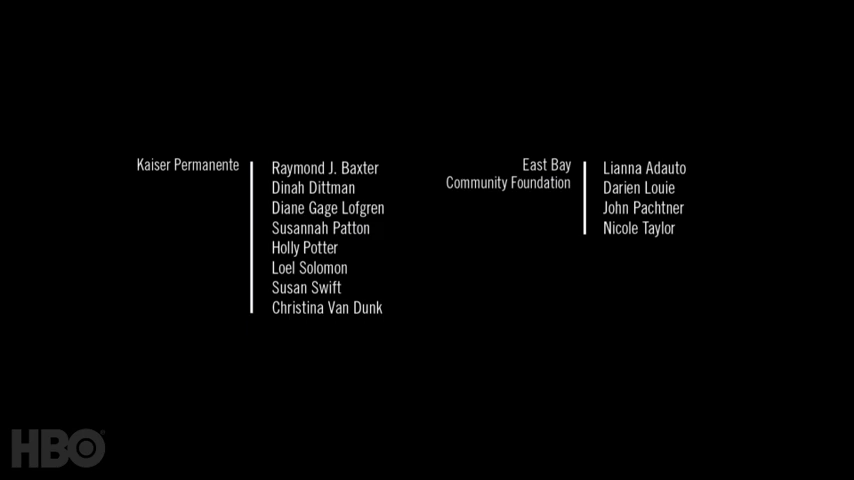 Kaiser Permanente
Raymond J. Baxter
Dinah Dittman
Diane Gage Lofgren
Susannah Patton
Holly Potter
Loel Solomon
Susan Swift
Christina Van Dunk
East Bay
Community Foundation
Lianna Adauto
Darien Louie
John Pachtner
Nicole Taylor
HBO